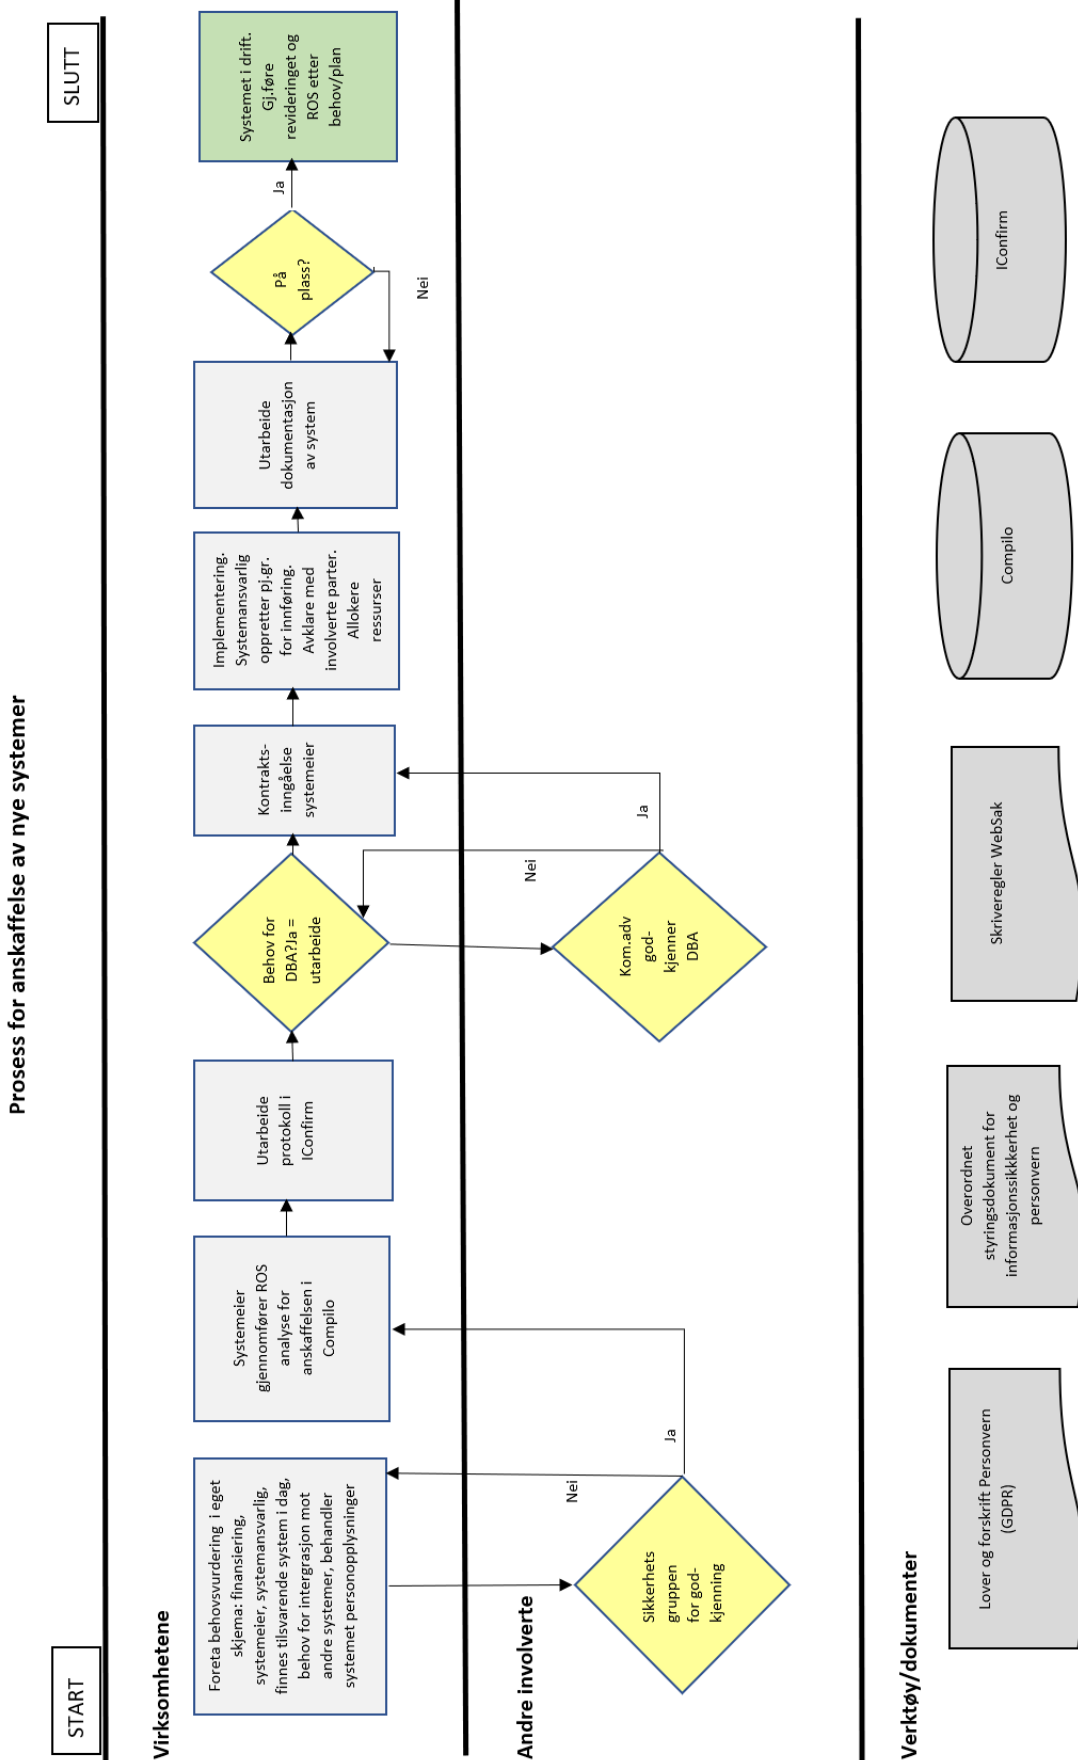 Prosess for anskaffelse av nye systemer
START
SLUTT
Virksomhetene
Foreta behovsvurdering i eget
skjema: finansiering,
systemeier, systemansvarlig,
finnes tilsvarende system i dag,
behov for intergrasjon mot
andre systemer, behandler
systemet personopplysninger
Systemeier
gjennomfører ROS
analyse for
anskaffelsen i
Compilo
Utarbeide
protokoll i
IConfirm
Behov for
DBA?Ja =
utarbeide
Kontrakts-
inngåelse
systemeier
Implementering.
Systemansvarlig
oppretter pj.gr.
for innføring.
Avklare med
involverte parter.
Allokere
ressurser
Utarbeide
dokumentasjon
av system
På
plass?
Ja
Nei
Systemet i drift.
Gj.føre
revideringet og
ROS etter
behov/plan
Andre involverte
Sikkerhets
gruppen
for god-
kjenning
Nei
Ja
Kom.adv
god-
kjenner
DBA
Nei
Ja
Verktøy/dokumenter
Lover og forskrift Personvern
(GDPR)
Overordnet
styringsdokument for
informasjonssikkkerhet og
personvern
Skriveregler WebSak
Compilo
IConfirm